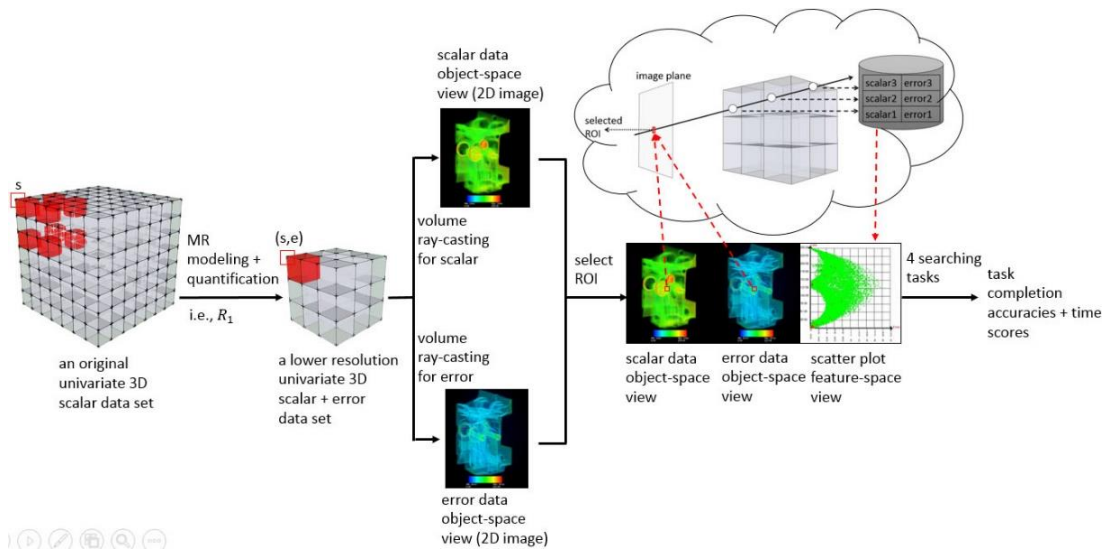 s
an original
univariate 3D
scalar data set
MR
modeling +
quantification
i.e., R₁
(s,e)
a lower resolution
univariate 3D
scalar + error
data set
scalar data
object-space
view (2D image)
volume
ray-casting
for scalar
volume
ray-casting
for error
error data
object-space
view (2D image)
select
ROI
image plane
selected
ROI
scalar3 error3
scalar2 error2
scalar1 error1
scalar data
object-space
view
error data
object-space
view
scatter plot
feature-space
view
4 searching
tasks
task
completion
accuracies + time
scores